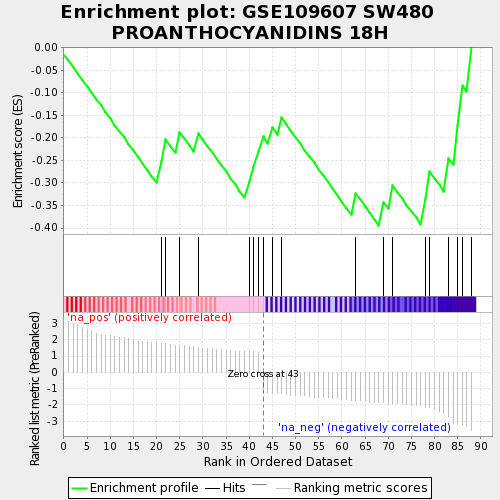 Enrichment plot: GSE109607 SW480
PROANTHOCYANIDINS 18H
Enrichment score (ES)
0.00
-0.05
-0.10
-0.15
-0.20
-0.25
-0.30
-0.35
-0.40
'na_pos' (positively correlated)
Ranked list metric (PreRanked)
3
2
1
0
-1
-2
-3
Zero cross at 43
'na_neg' (negatively correlated)
0 5 10 15 20 25 30 35 40 45 50 55 60 65 70 75 80 85 90
Rank in Ordered Dataset
Enrichment profile Hits Ranking metric scores